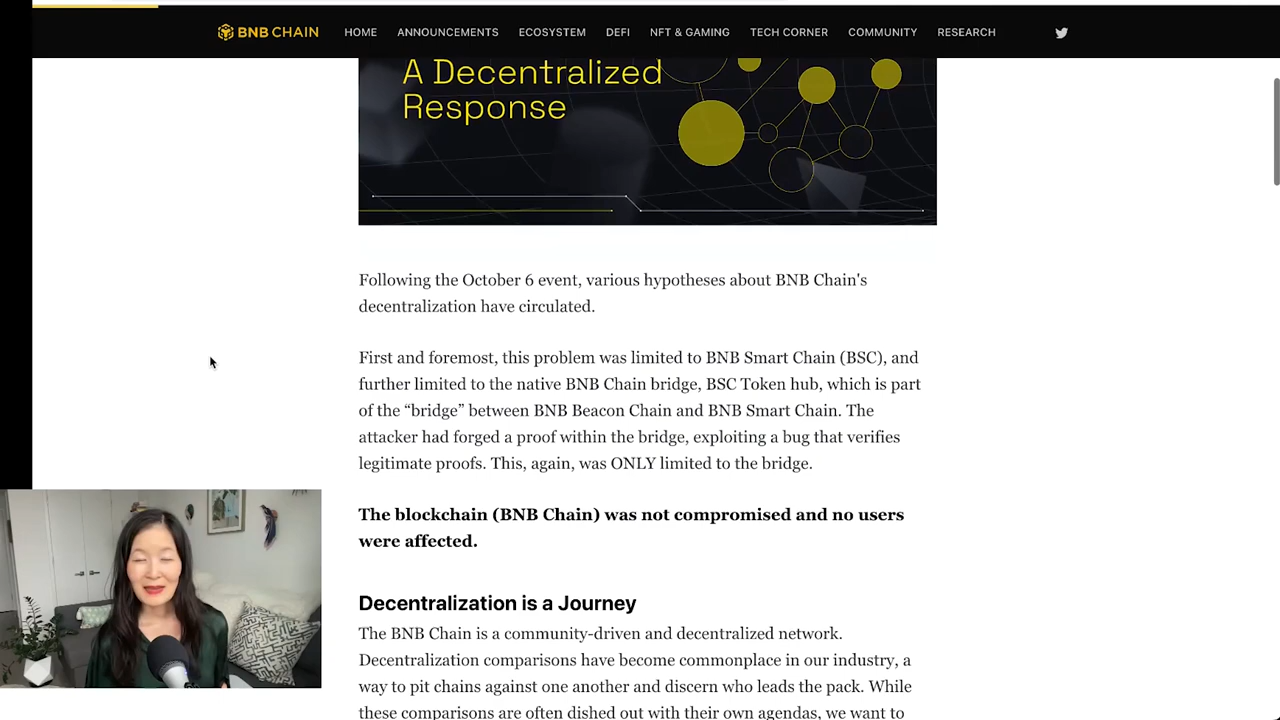 BNB CHAIN HOME ANNOUNCEMENTS ECOSYSTEM DEFI NFT & GAMING TECH CORNER COMMUNITY RESEARCH
A Decentralized
Response
Following the October 6 event, various hypotheses about BNB Chain's
decentralization have circulated.
First and foremost, this problem was limited to BNB Smart Chain (BSC), and
further limited to the native BNB Chain bridge, BSC Token hub, which is part
of the “bridge” between BNB Beacon Chain and BNB Smart Chain. The
attacker had forged a proof within the bridge, exploiting a bug that verifies
legitimate proofs. This, again, was ONLY limited to the bridge.
The blockchain (BNB Chain) was not compromised and no users
were affected.
Decentralization is a Journey
The BNB Chain is a community-driven and decentralized network.
Decentralization comparisons have become commonplace in our industry, a
way to pit chains against one another and discern who leads the pack. While
these comparisons are often dished out with their own agendas, we want to